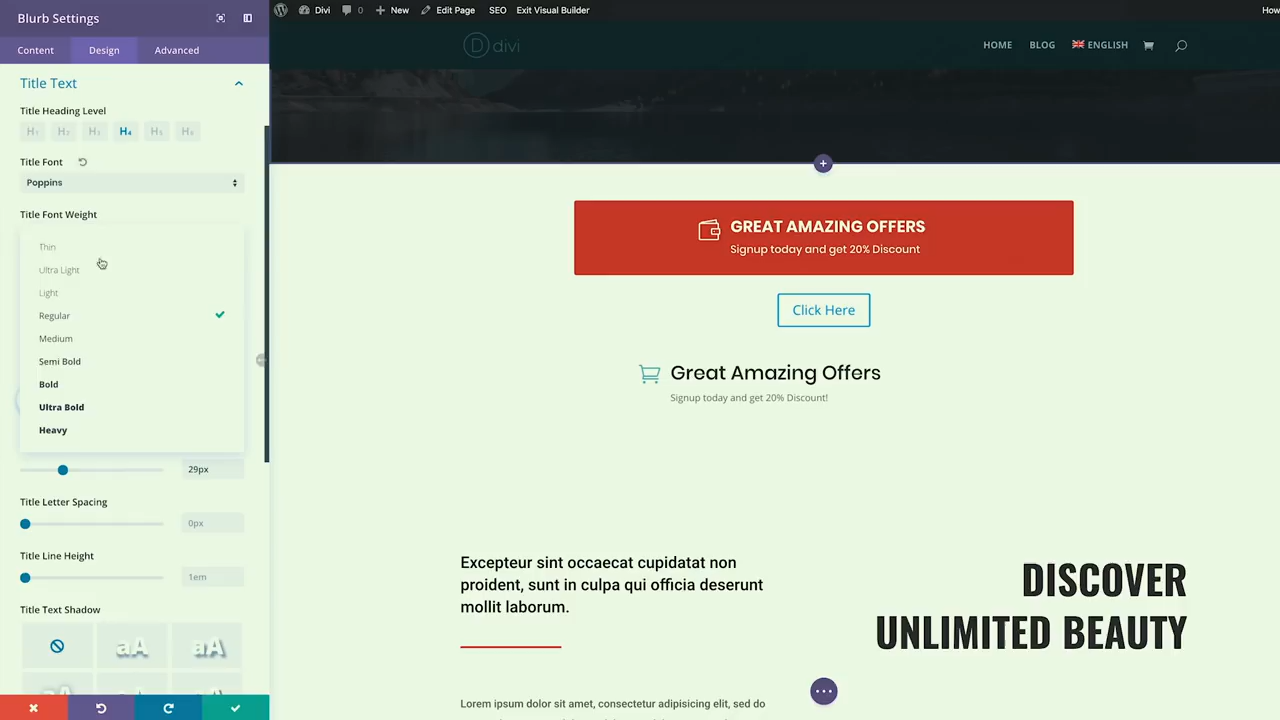 Blurb Settings
Divi
0
New
Edit Page
SEO
Exit Visual Builder
How
Content
Design
Advanced
D divi
HOME
BLOG
ENGLISH
Title Text
Title Heading Level
H1
H2
H3
H4
H5
H6
Title Font
Poppins
Title Font Weight
Thin
Ultra Light
Light
Regular
Medium
Semi Bold
Bold
Ultra Bold
Heavy
29px
Title Letter Spacing
0px
Title Line Height
1em
Title Text Shadow
aA
aA
GREAT AMAZING OFFERS
Signup today and get 20% Discount
Click Here
Great Amazing Offers
Signup today and get 20% Discount!
Excepteur sint occaecat cupidatat non
proident, sunt in culpa qui officia deserunt
mollit laborum.
DISCOVER
UNLIMITED BEAUTY
Lorem ipsum dolor sit amet, consectetur adipisicing elit, sed do